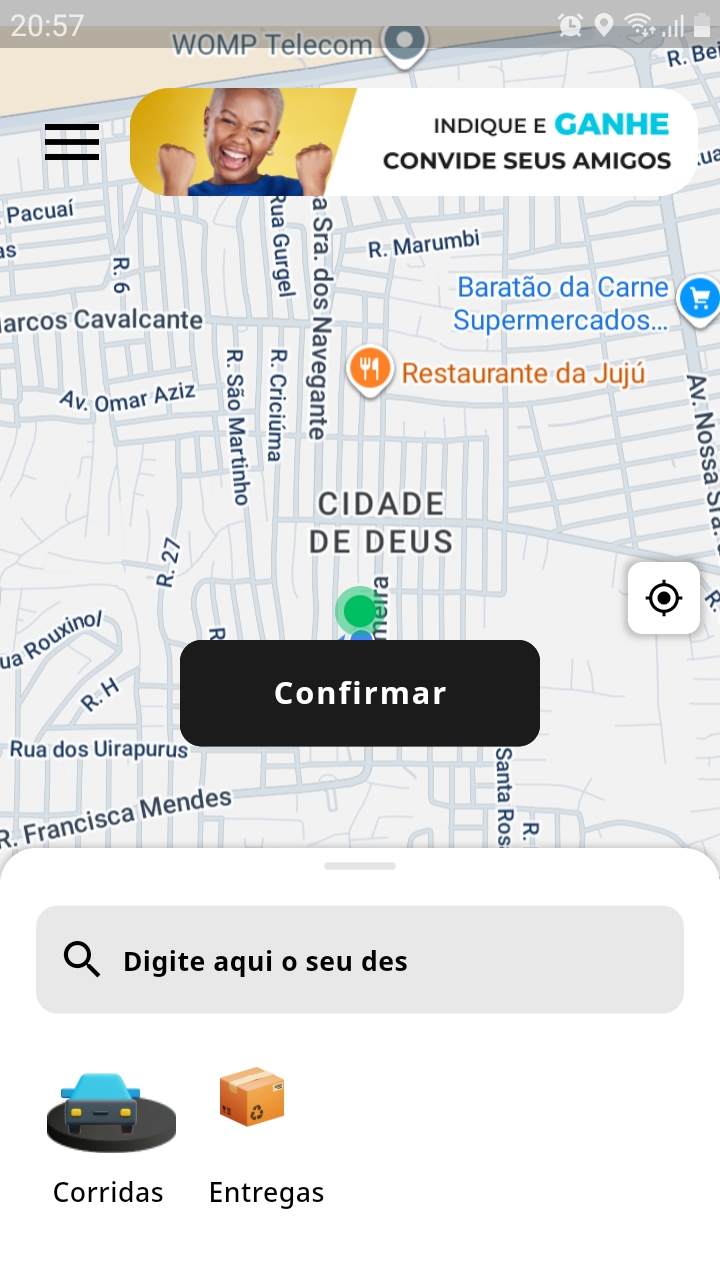 20:57
WOMP Telecom
R. Bei
INDIQUE E GANHE
CONVIDE SEUS AMIGOS
Pacuaí
as
R. 6
Rua Gurgel
a Sra. dos Navegante
R. Marumbi
Baratão da Carne
Supermercados...
arcos Cavalcante
Restaurante da Jujú
R. São Martinho
R. Criciúma
Av. Omar Aziz
Av. Nossa Sra.
CIDADE
DE DEUS
R. 27
meira
R.
ua Rouxinol
R
R. H
Confirmar
Rua dos Uirapurus
Santa Ros
R.
R. Francisca Mendes
Digite aqui o seu des
Corridas
Entregas